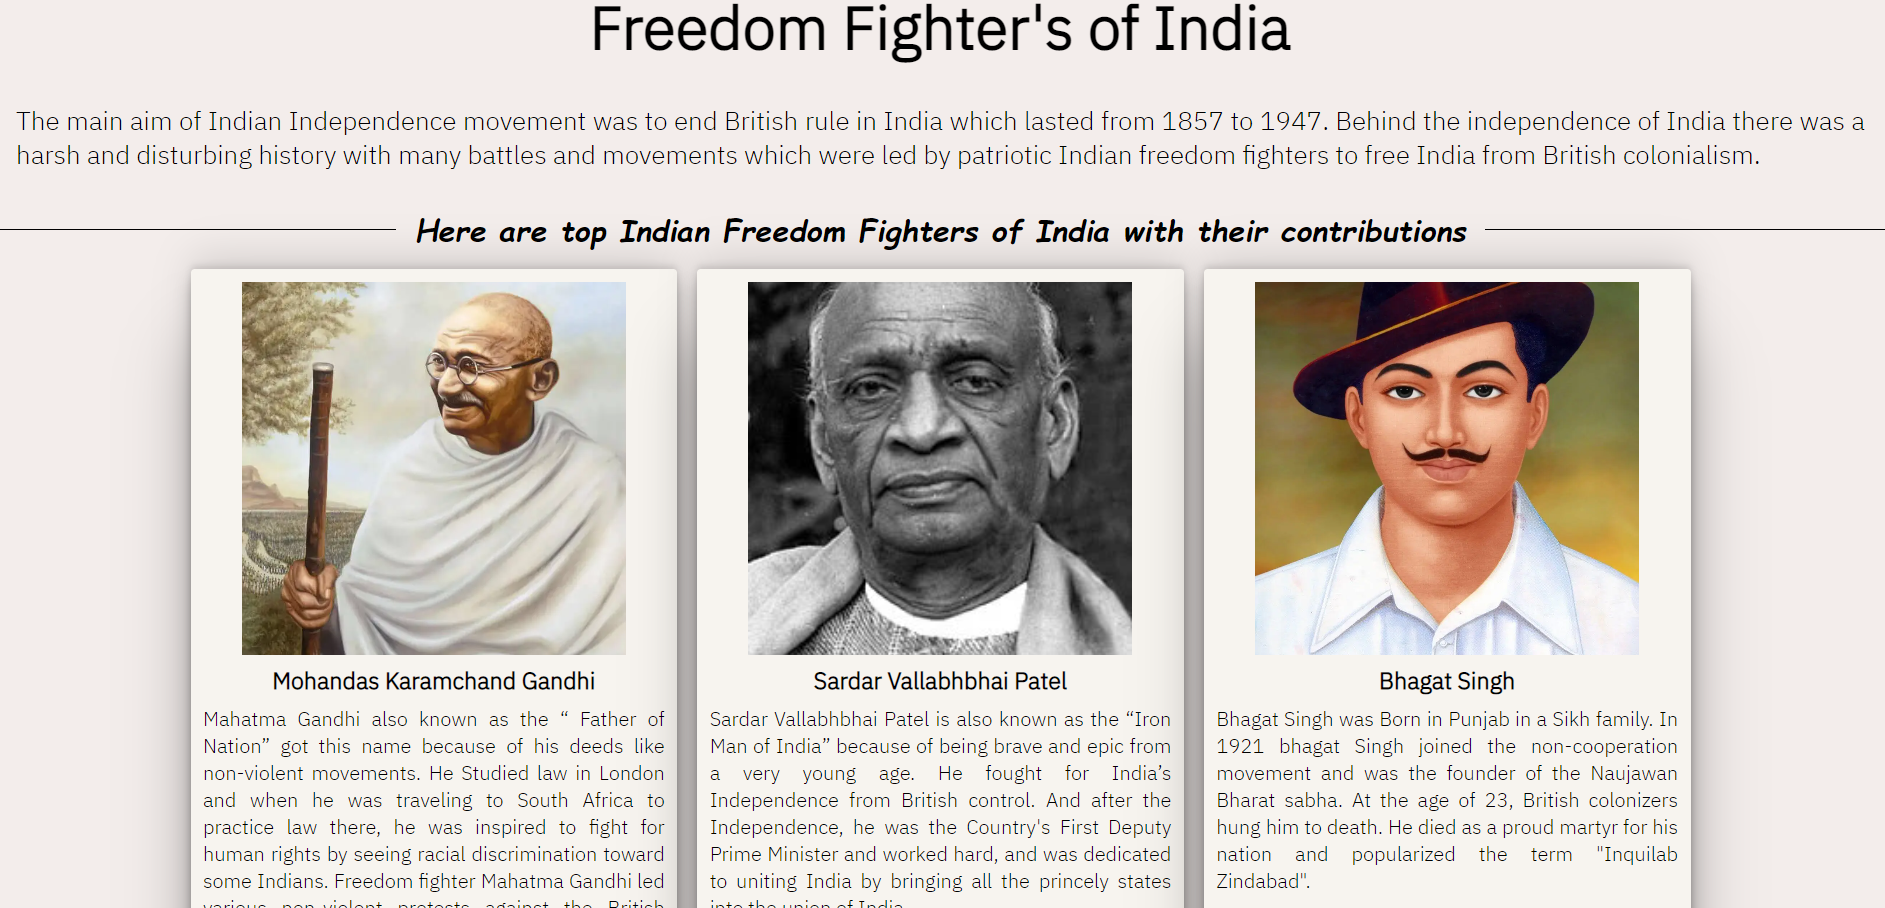 Freedom Fighter's of India
The main aim of Indian Independence movement was to end British rule in India which lasted from 1857 to 1947. Behind the independence of India there was a
harsh and disturbing history with many battles and movements which were led by patriotic Indian freedom fighters to free India from British colonialism.
Here are top Indian Freedom Fighters of India with their contributions
Mohandas Karamchand Gandhi
Mahatma Gandhi also known as the “ Father of
Nation” got this name because of his deeds like
non-violent movements. He Studied law in London
and when he was traveling to South Africa to
practice law there, he was inspired to fight for
human rights by seeing racial discrimination toward
some Indians. Freedom fighter Mahatma Gandhi led
various non-violent protests against the British
Sardar Vallabhbhai Patel
Sardar Vallabhbhai Patel is also known as the “Iron
Man of India” because of being brave and epic from
a very young age. He fought for India’s
Independence from British control. And after the
Independence, he was the Country's First Deputy
Prime Minister and worked hard, and was dedicated
to uniting India by bringing all the princely states
into the union of India.
Bhagat Singh
Bhagat Singh was Born in Punjab in a Sikh family. In
1921 bhagat Singh joined the non-cooperation
movement and was the founder of the Naujawan
Bharat sabha. At the age of 23, British colonizers
hung him to death. He died as a proud martyr for his
nation and popularized the term "Inquilab
Zindabad".